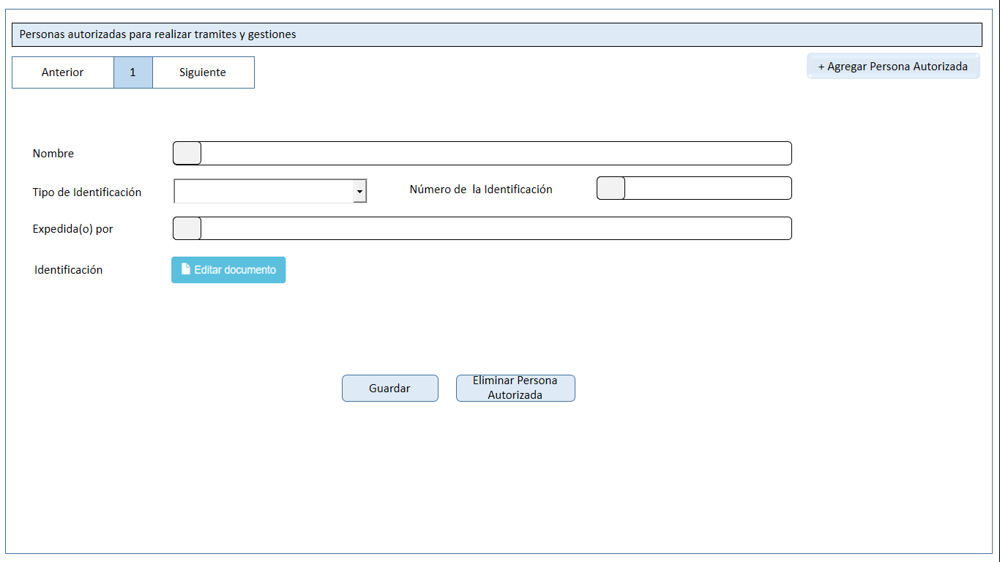 Personas autorizadas para realizar tramites y gestiones
Anterior 1 Siguiente
+ Agregar Persona Autorizada
Nombre
Tipo de Identificación
Número de la Identificación
Expedida(o) por
Identificación
Editar documento
Guardar
Eliminar Persona
Autorizada